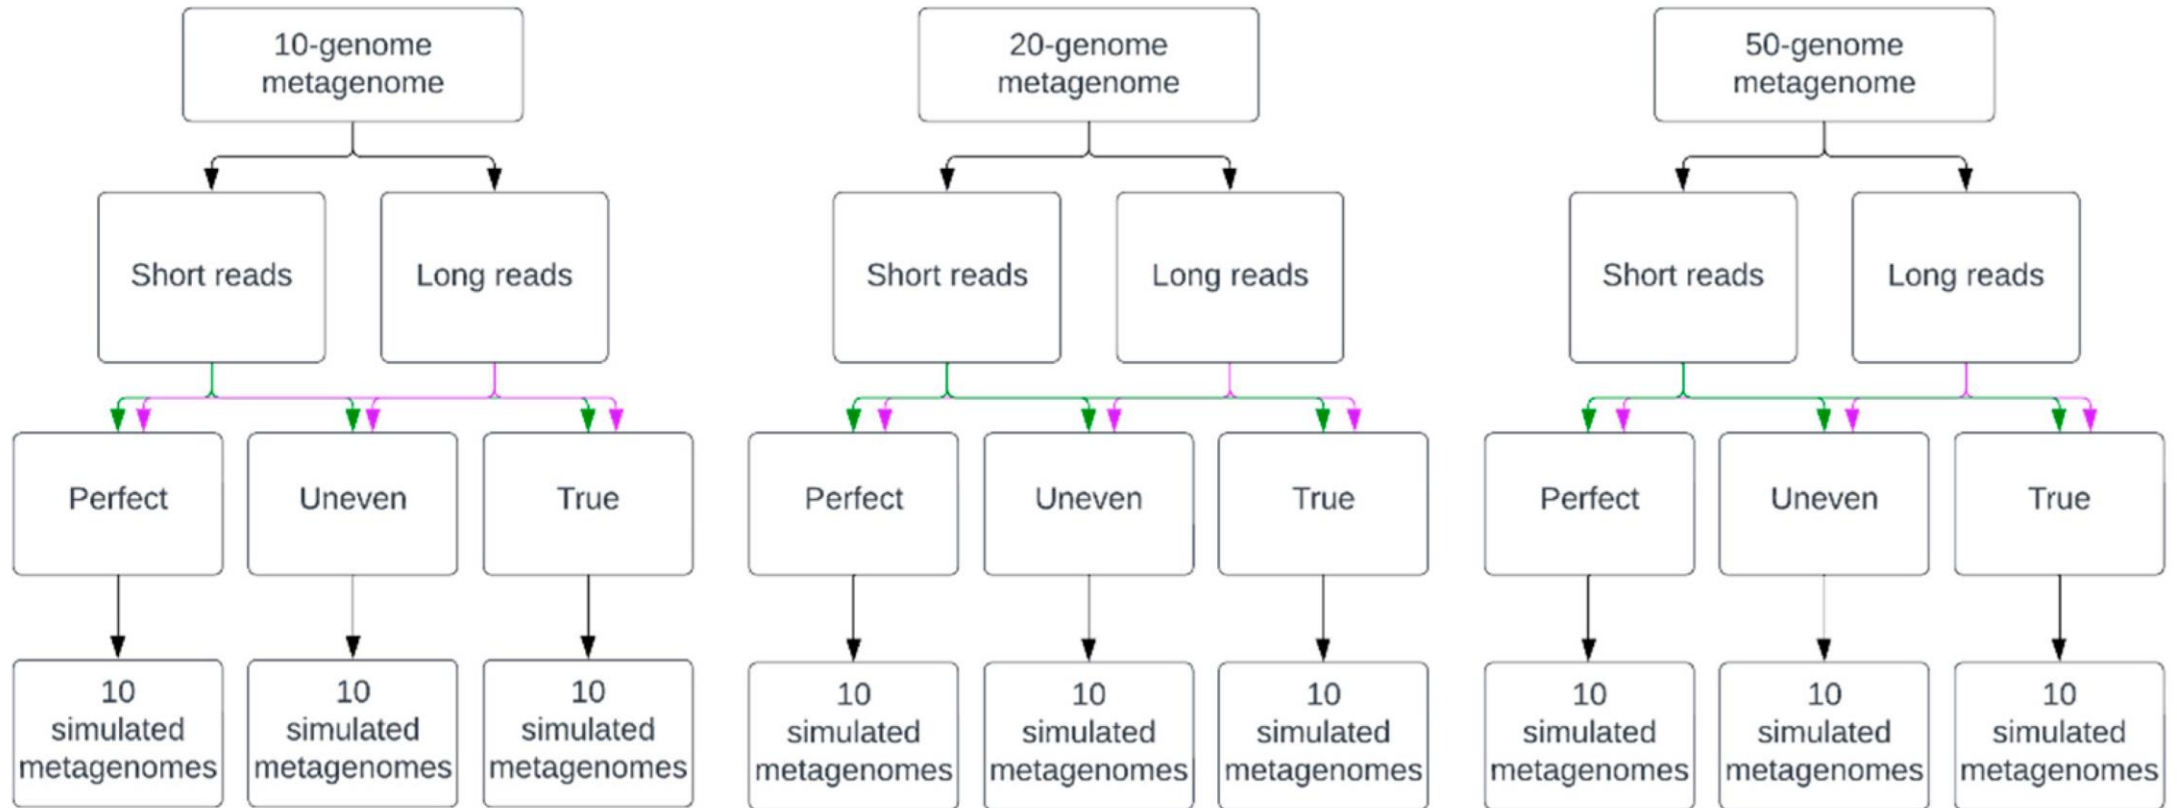 10-genome
metagenome
20-genome
metagenome
50-genome
metagenome
Short reads
Long reads
Short reads
Long reads
Short reads
Long reads
Perfect
Uneven
True
Perfect
Uneven
True
Perfect
Uneven
True
10
simulated
metagenomes
10
simulated
metagenomes
10
simulated
metagenomes
10
simulated
metagenomes
10
simulated
metagenomes
10
simulated
metagenomes
10
simulated
metagenomes
10
simulated
metagenomes
10
simulated
metagenomes